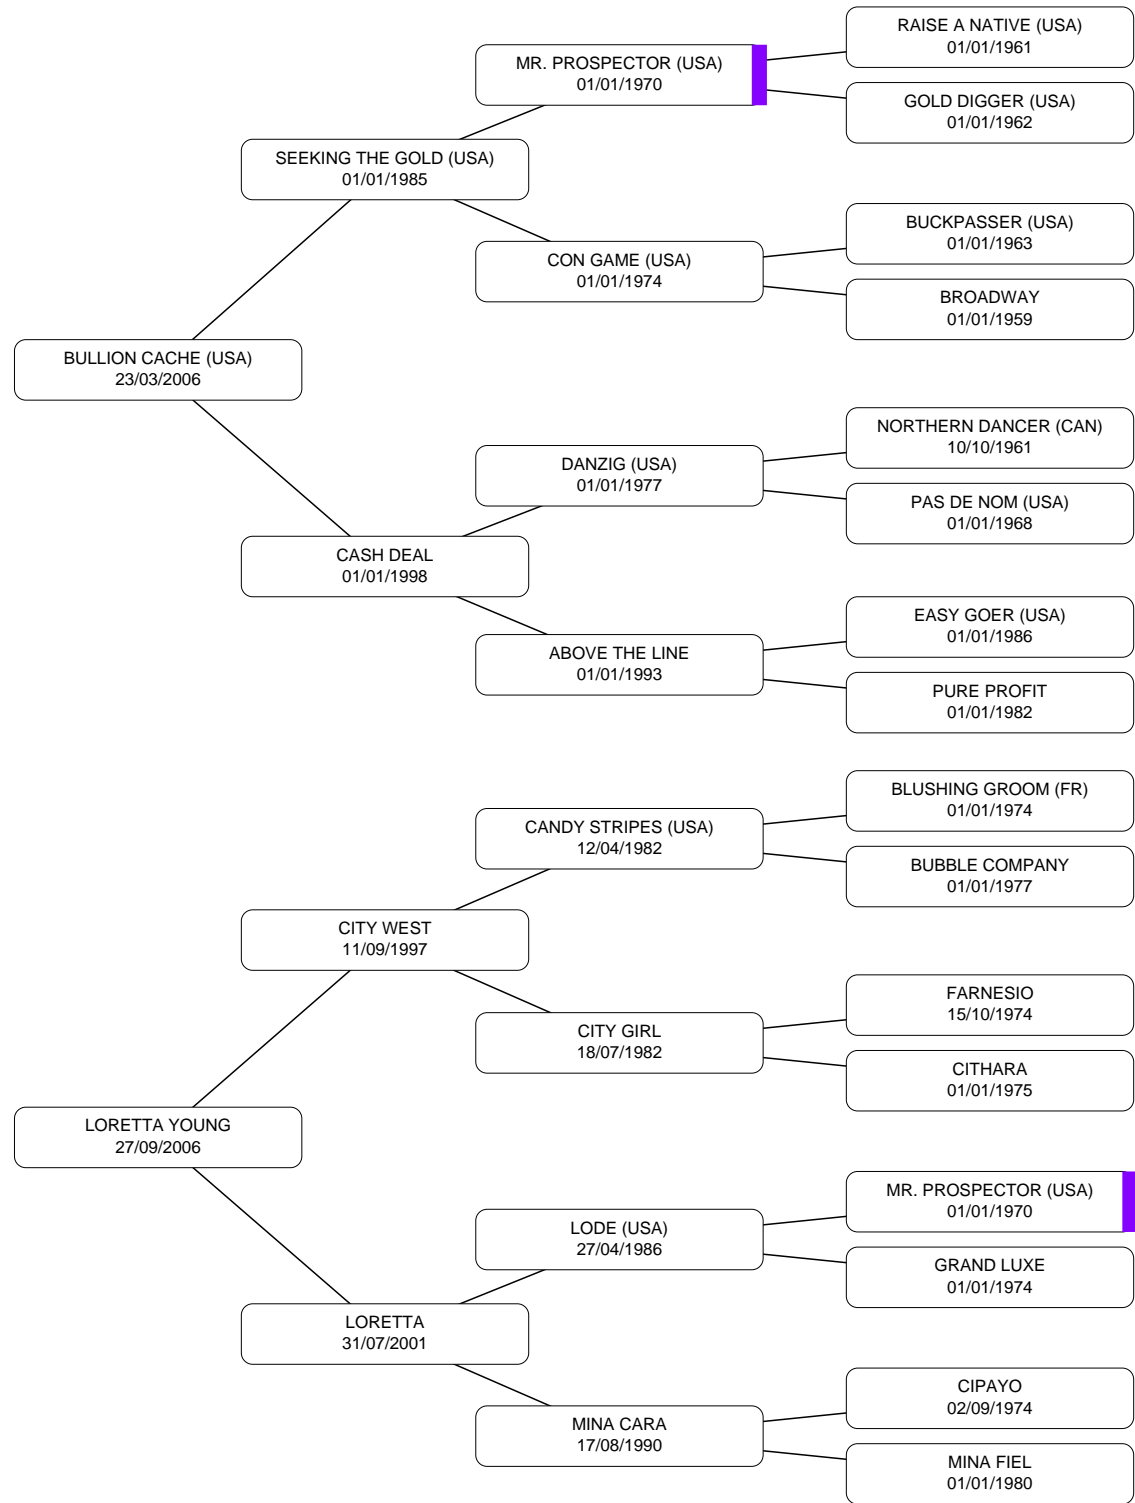 RAISE A NATIVE (USA)
01/01/1961
MR. PROSPECTOR (USA)
01/01/1970
GOLD DIGGER (USA)
01/01/1962
SEEKING THE GOLD (USA)
01/01/1985
BUCKPASSER (USA)
01/01/1963
CON GAME (USA)
01/01/1974
BROADWAY
01/01/1959
BULLION CACHE (USA)
23/03/2006
NORTHERN DANCER (CAN)
10/10/1961
DANZIG (USA)
01/01/1977
PAS DE NOM (USA)
01/01/1968
CASH DEAL
01/01/1998
EASY GOER (USA)
01/01/1986
ABOVE THE LINE
01/01/1993
PURE PROFIT
01/01/1982
BLUSHING GROOM (FR)
01/01/1974
CANDY STRIPES (USA)
12/04/1982
BUBBLE COMPANY
01/01/1977
CITY WEST
11/09/1997
FARNESIO
15/10/1974
CITY GIRL
18/07/1982
CITHARA
01/01/1975
LORETTA YOUNG
27/09/2006
MR. PROSPECTOR (USA)
01/01/1970
LODE (USA)
27/04/1986
GRAND LUXE
01/01/1974
LORETTA
31/07/2001
CIPAYO
02/09/1974
MINA CARA
17/08/1990
MINA FIEL
01/01/1980